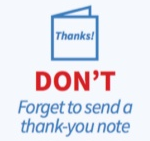 Thanks!
DON'T
Forget to send a
thank-you note